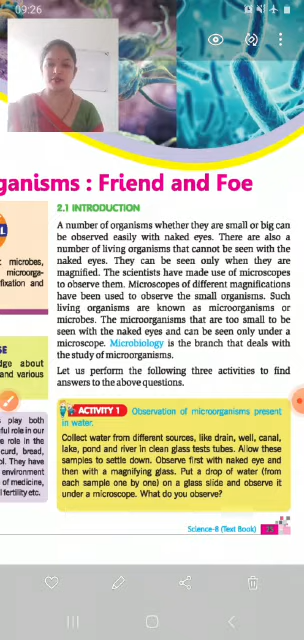 09:26
ganisms : Friend and Foe
2.1 INTRODUCTION
A number of organisms whether they are small or big can
be observed easily with naked eyes. There are also a
number of living organisms that cannot be seen with the
naked eyes. They can be seen only when they are
magnified. The scientists have made use of microscopes
to observe them. Microscopes of different magnifications
have been used to observe the small organisms. Such
living organisms are known as microorganisms or
microbes. The microorganisms that are too small to be
seen with the naked eyes and can be seen only under a
microscope. Microbiology is the branch that deals with
the study of microorganisms.
Let us perform the following three activities to find
answers to the above questions.
ACTIVITY 1 Observation of microorganisms present
in water.
Collect water from different sources, like drain, well, canal,
lake, pond and river in clean glass tests tubes. Allow these
samples to settle down. Observe first with naked eye and
then with a magnifying glass. Put a drop of water (from
each sample one by one) on a glass slide and observe it
under a microscope. What do you observe?
L
microbes,
microorga-
fixation and
GE
dge about
and various
play both
ful role in our
e role in the
curd, bread,
ol. They have
environment
of medicine,
l fertility etc.
Science-8 (Text Book)